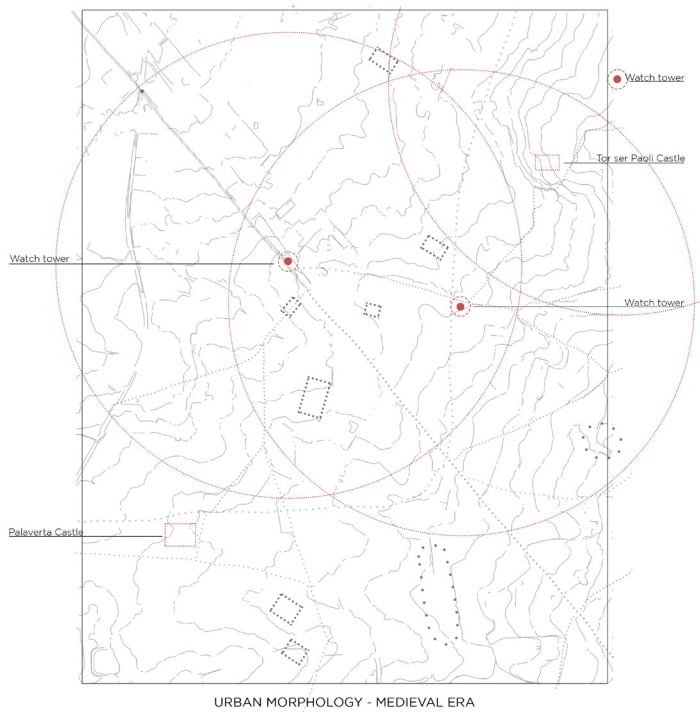 Watch tower
Tor ser Paoli Castle
Watch tower
Watch tower
Palaverta Castle
URBAN MORPHOLOGY - MEDIEVAL ERA